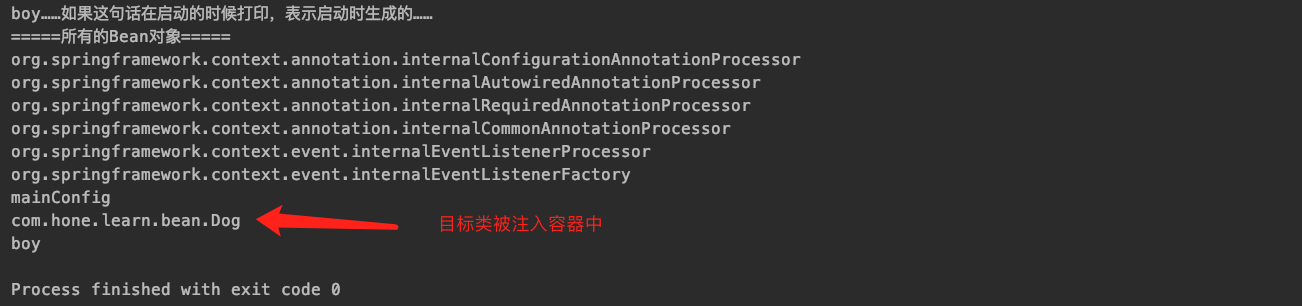 boy……如果这句话在启动的时候打印，表示启动时生成的……
=====所有的Bean对象=====
org.springframework.context.annotation.internalConfigurationAnnotationProcessor
org.springframework.context.annotation.internalAutowiredAnnotationProcessor
org.springframework.context.annotation.internalRequiredAnnotationProcessor
org.springframework.context.annotation.internalCommonAnnotationProcessor
org.springframework.context.event.internalEventListenerProcessor
org.springframework.context.event.internalEventListenerFactory
mainConfig
com.hone.learn.bean.Dog
目标类被注入容器中
boy
Process finished with exit code 0